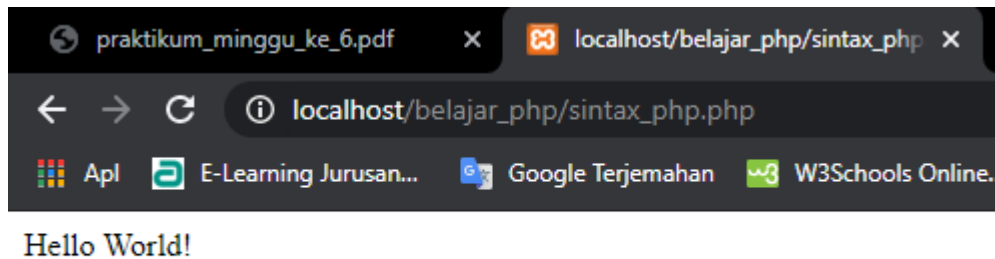 praktikum_minggu_ke_6.pdf
localhost/belajar_php/sintax_php
localhost/belajar_php/sintax_php.php
Apl E-Learning Jurusan... Google Terjemahan W3Schools Online.
Hello World!